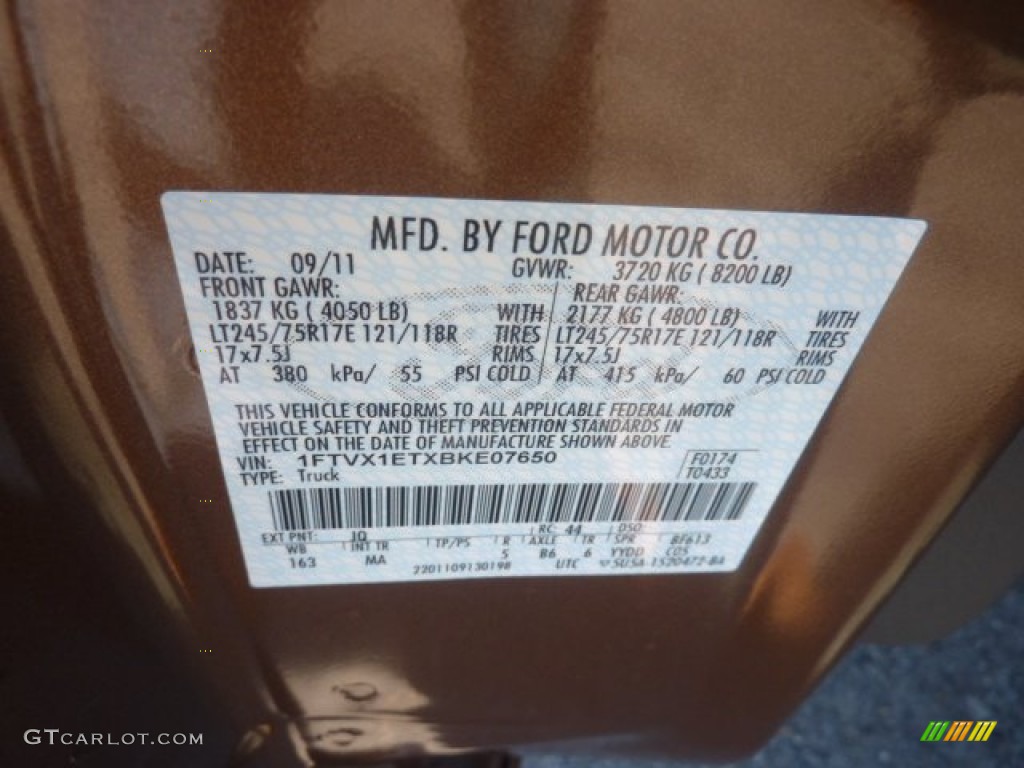 MFD. BY FORD MOTOR CO.
DATE: 09/11 GVWR: 3720 KG ( 8200 LB)
FRONT GAWR: REAR GAWR:
1837 KG ( 4050 LB) WITH 2177 KG ( 4800 LB) WITH
LT245/75R17E 121/118R TIRES LT245/75R17E 121/118R TIRES
17x7.5J RIMS 17x7.5J RIMS
AT 380 kPa/ 55 PSI COLD AT 415 kPa/ 60 PSI COLD
THIS VEHICLE CONFORMS TO ALL APPLICABLE FEDERAL MOTOR
VEHICLE SAFETY AND THEFT PREVENTION STANDARDS IN
EFFECT ON THE DATE OF MANUFACTURE SHOWN ABOVE.
VIN: 1FTVX1ETXBKE07650 F0174
TYPE: Truck T0433
EXT PNT: JQ RC: 44 DSO:
WB INT TR TP/PS R AXLE TR SPR BF613
163 MA 5 B6 6 YYDD C05
2201109130198 UTC 5U5A-1520472-BA
GTCARLOT.COM